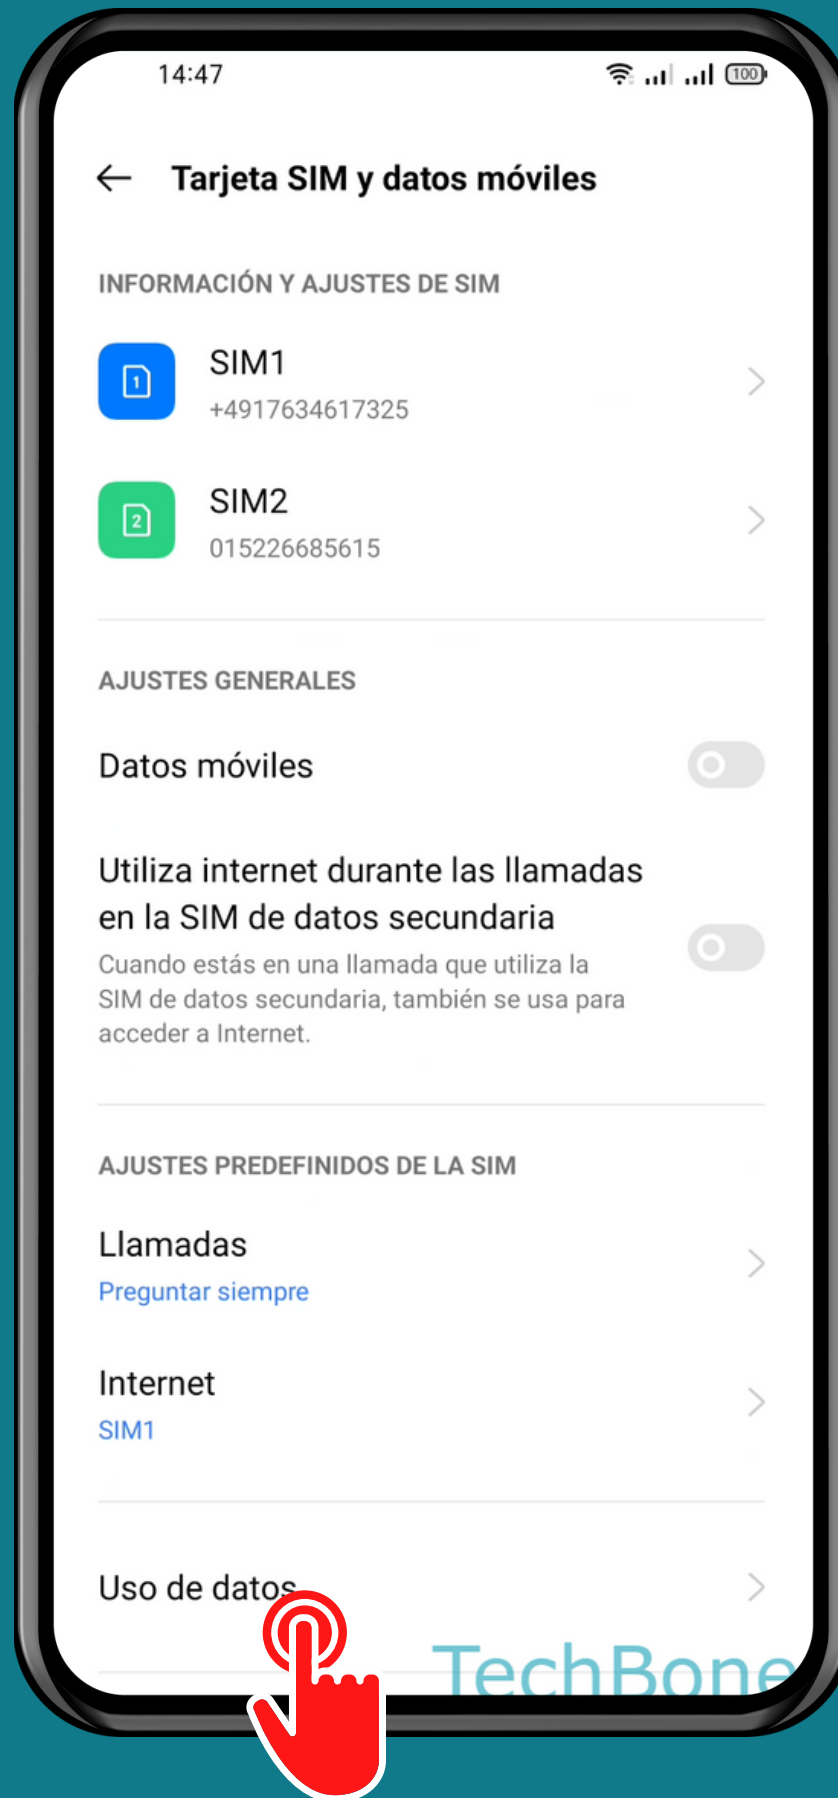 14:47
100
Tarjeta SIM y datos móviles
INFORMACIÓN Y AJUSTES DE SIM
1
SIM1
+4917634617325
2
SIM2
015226685615
AJUSTES GENERALES
Datos móviles
Utiliza internet durante las llamadas
en la SIM de datos secundaria
Cuando estás en una llamada que utiliza la
SIM de datos secundaria, también se usa para
acceder a Internet.
AJUSTES PREDEFINIDOS DE LA SIM
Llamadas
Preguntar siempre
Internet
SIM1
Uso de datos
TechBone